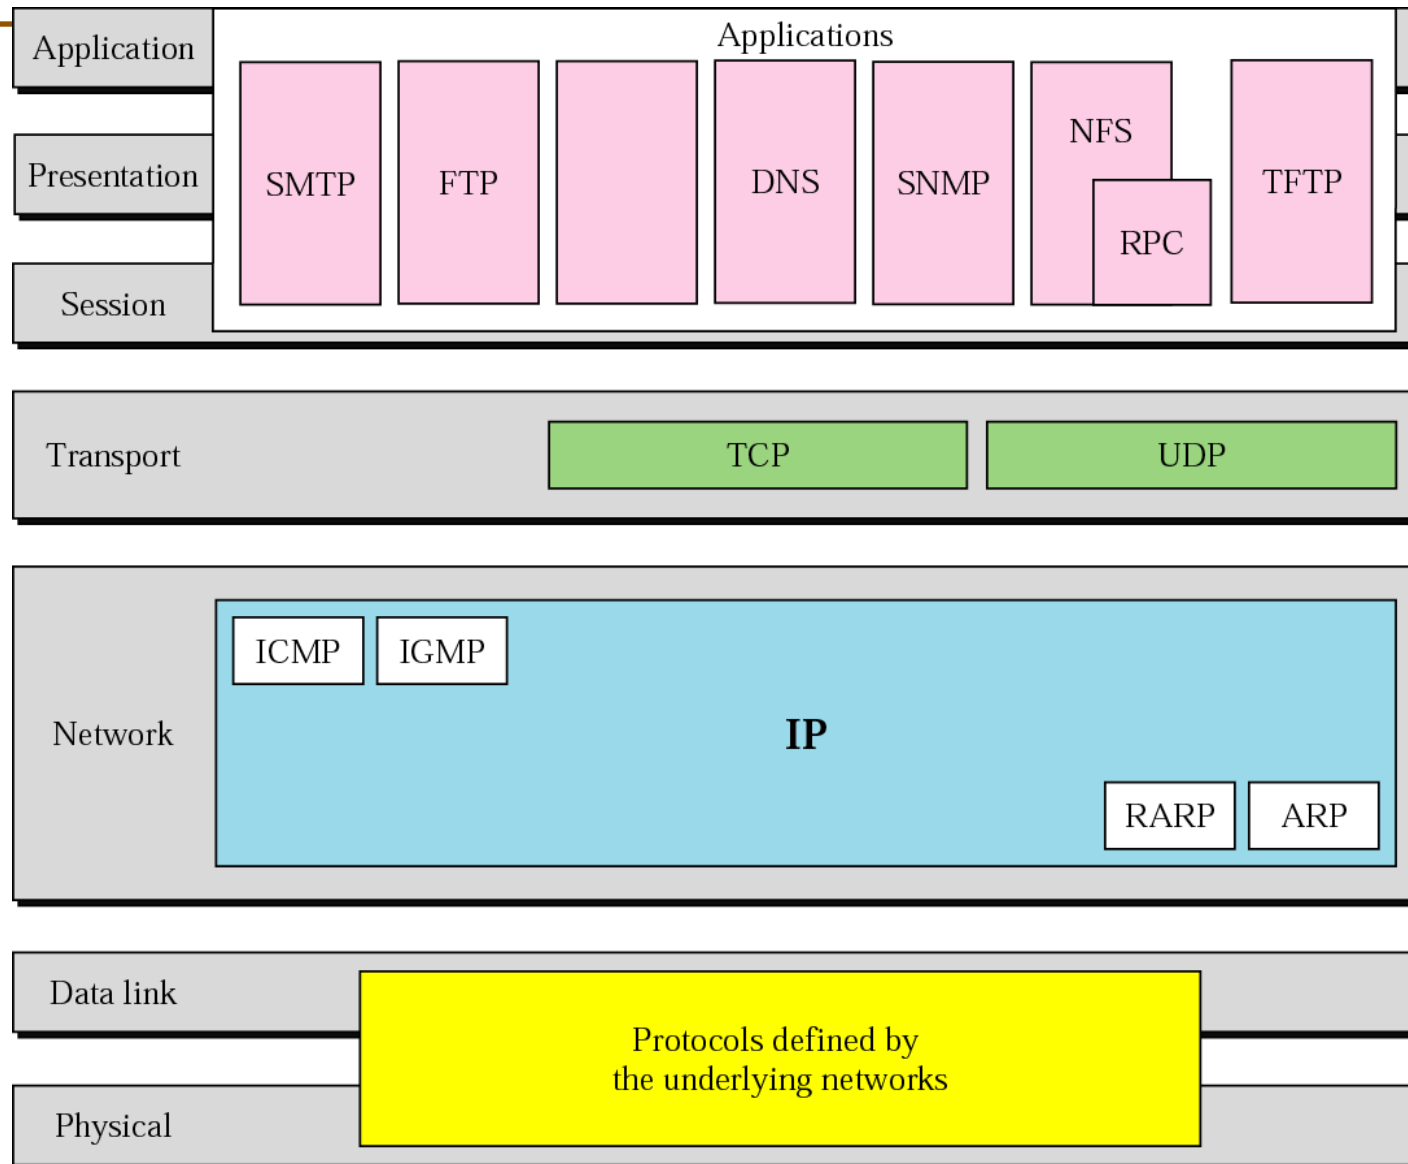 Application
Applications
Presentation
SMTP
FTP
DNS
SNMP
NFS
RPC
TFTP
Session
Transport
TCP
UDP
Network
ICMP
IGMP
IP
RARP
ARP
Data link
Protocols defined by
the underlying networks
Physical